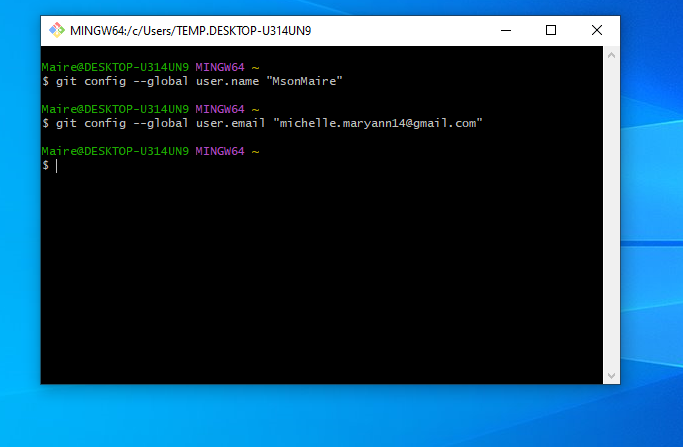 MINGW64:/c/Users/TEMP.DESKTOP-U314UN9
Maire@DESKTOP-U314UN9 MINGW64 ~
$ git config --global user.name "MsonMaire"
Maire@DESKTOP-U314UN9 MINGW64 ~
$ git config --global user.email "michelle.maryann14@gmail.com"
Maire@DESKTOP-U314UN9 MINGW64 ~
$